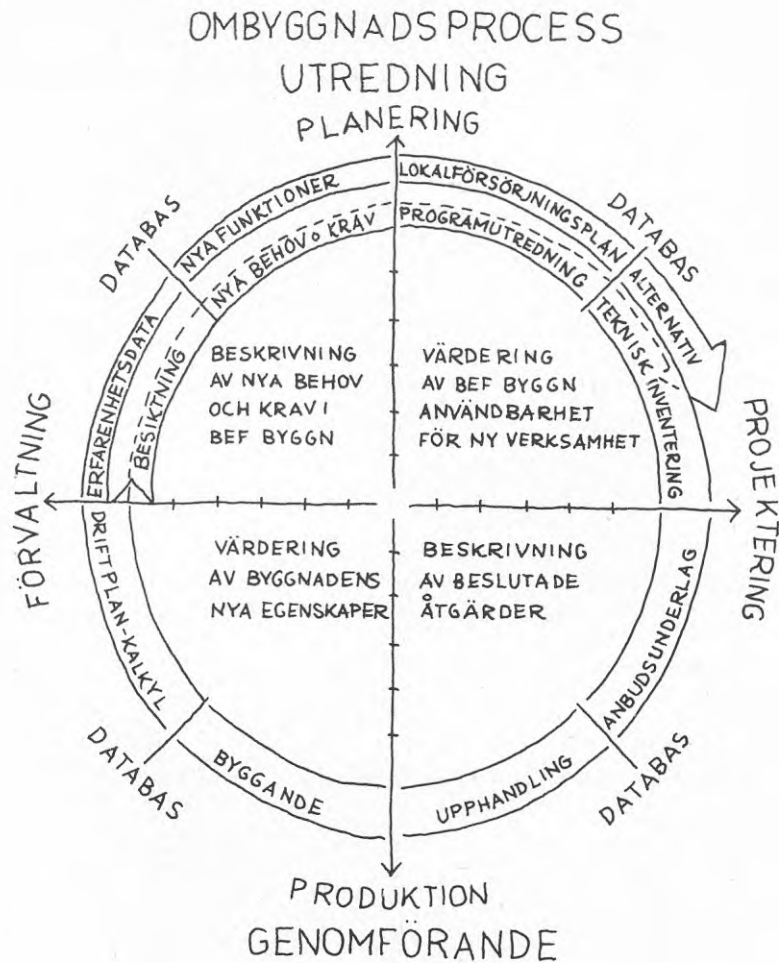 OMBYGGNADSPROCESS
UTREDNING
PLANERING
NYA FUNKTIONER
LOKALFÖRSÖRJNINGSPLAN
DATABAS
DATABAS
NYA BEHOV o KRAV
PROGRAMUTREDNING
ALTERNATIV
ERFARENHETSDATA
BESIKTNING
TEKNISK INVENTERING
BESKRIVNING
AV NYA BEHOV
OCH KRAV I
BEF BYGGN
VÄRDERING
AV BEF BYGGN
ANVÄNDBARHET
FÖR NY VERKSAMHET
FÖRVALTNING
PROJEKTERING
VÄRDERING
AV BYGGNADENS
NYA EGENSKAPER
BESKRIVNING
AV BESLUTADE
ÅTGÄRDER
DRIFTPLAN-KALKYL
ANBUDSUNDERLAG
DATABAS
DATABAS
BYGGANDE
UPPHANDLING
PRODUKTION
GENOMFÖRANDE